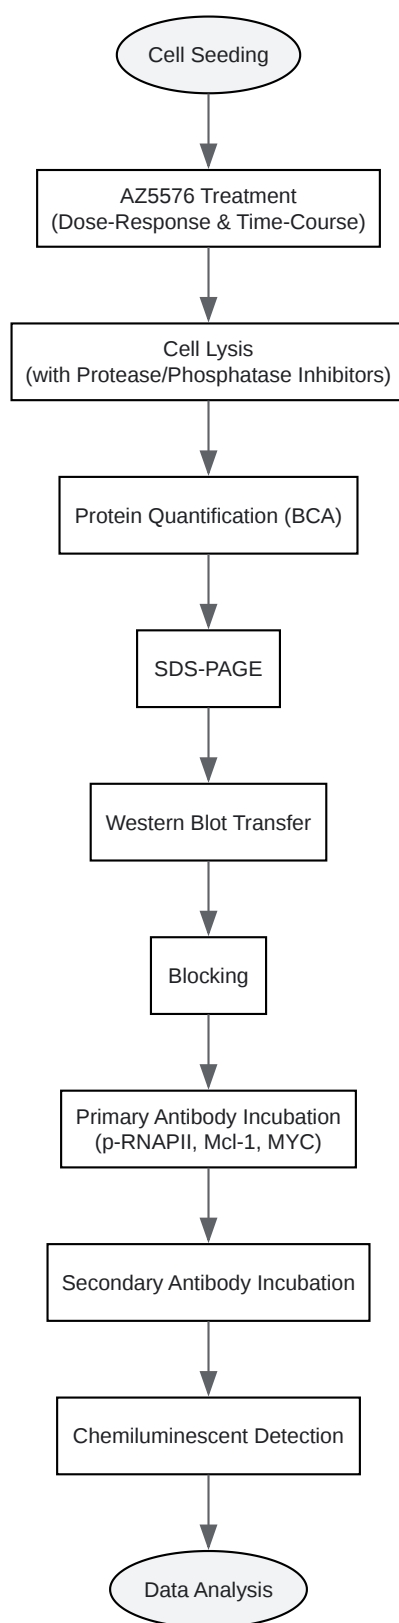 Cell Seeding
AZ5576 Treatment
(Dose-Response & Time-Course)
Cell Lysis
(with Protease/Phosphatase Inhibitors)
Protein Quantification (BCA)
SDS-PAGE
Western Blot Transfer
Blocking
Primary Antibody Incubation
(p-RNAPII, Mcl-1, MYC)
Secondary Antibody Incubation
Chemiluminescent Detection
Data Analysis